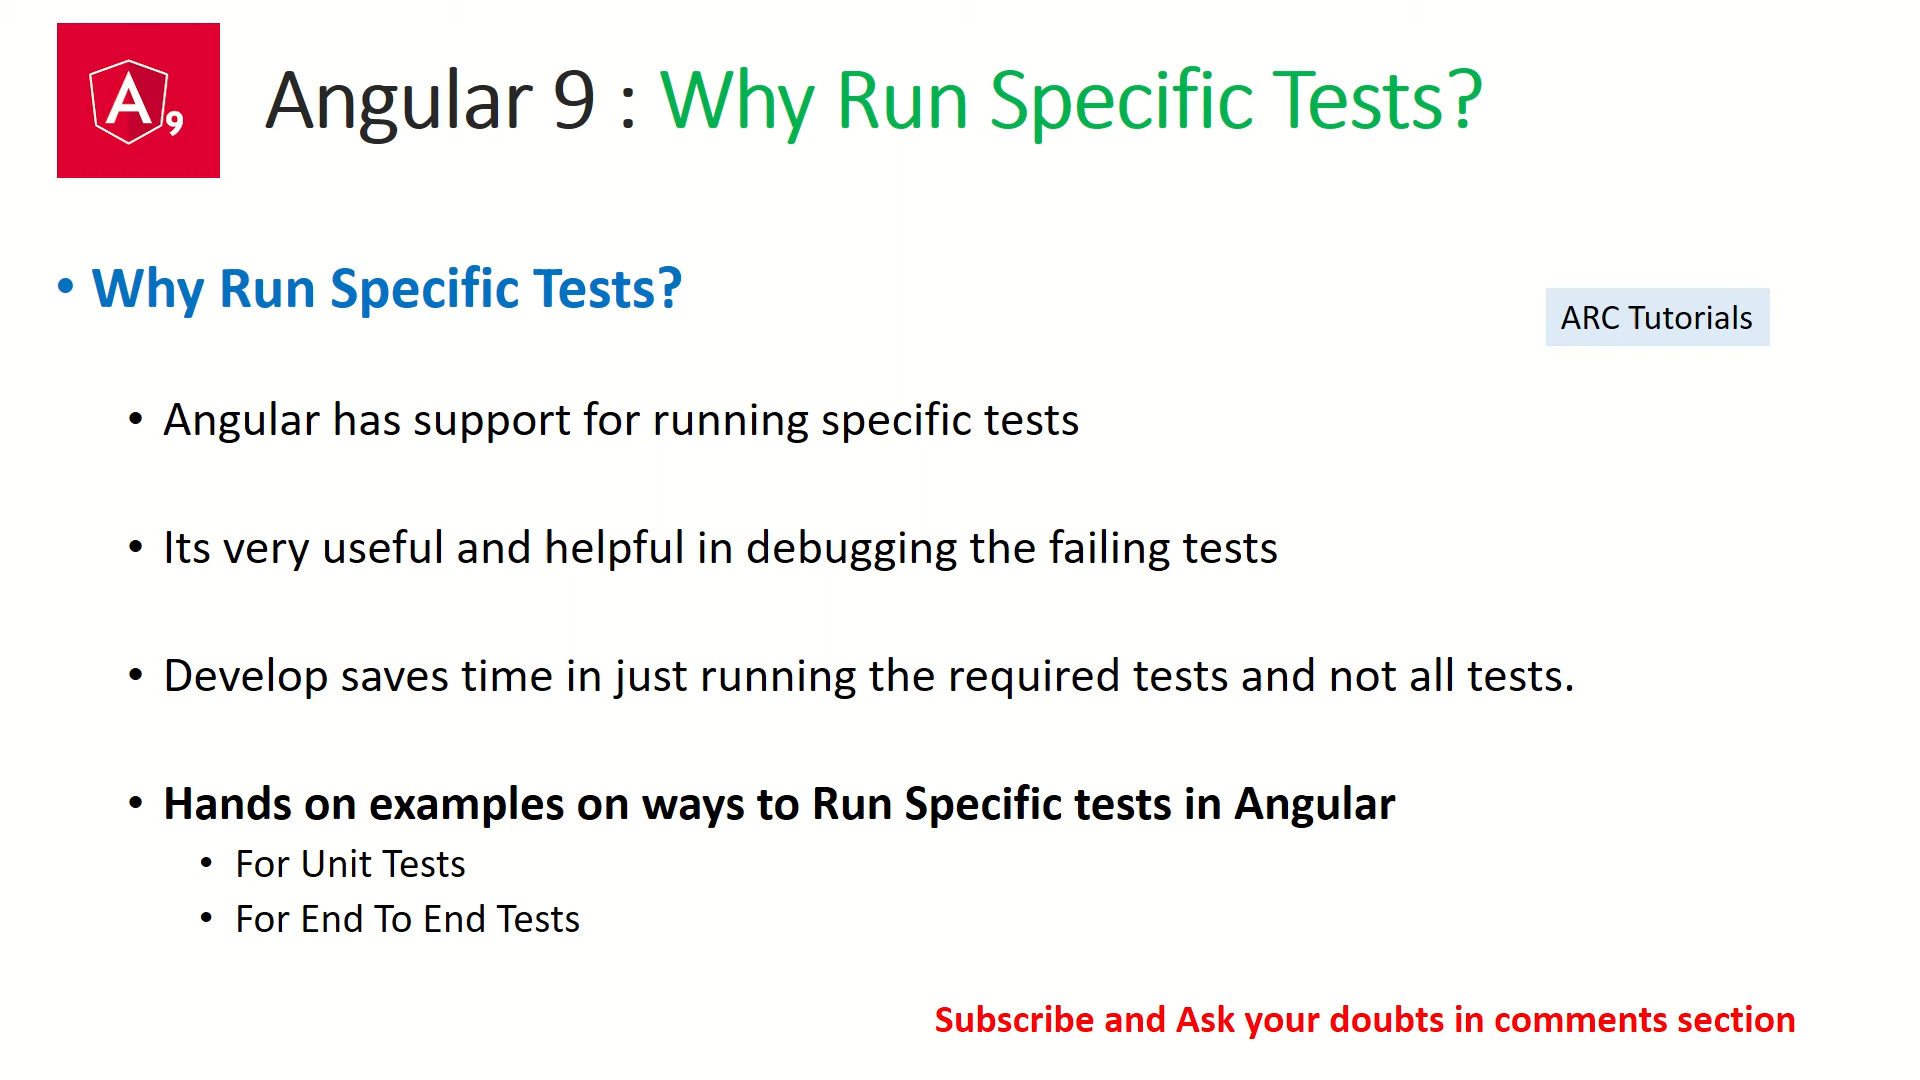 A9
Angular 9 : Why Run Specific Tests?
• Why Run Specific Tests?
ARC Tutorials
• Angular has support for running specific tests
• Its very useful and helpful in debugging the failing tests
• Develop saves time in just running the required tests and not all tests.
• Hands on examples on ways to Run Specific tests in Angular
• For Unit Tests
• For End To End Tests
Subscribe and Ask your doubts in comments section